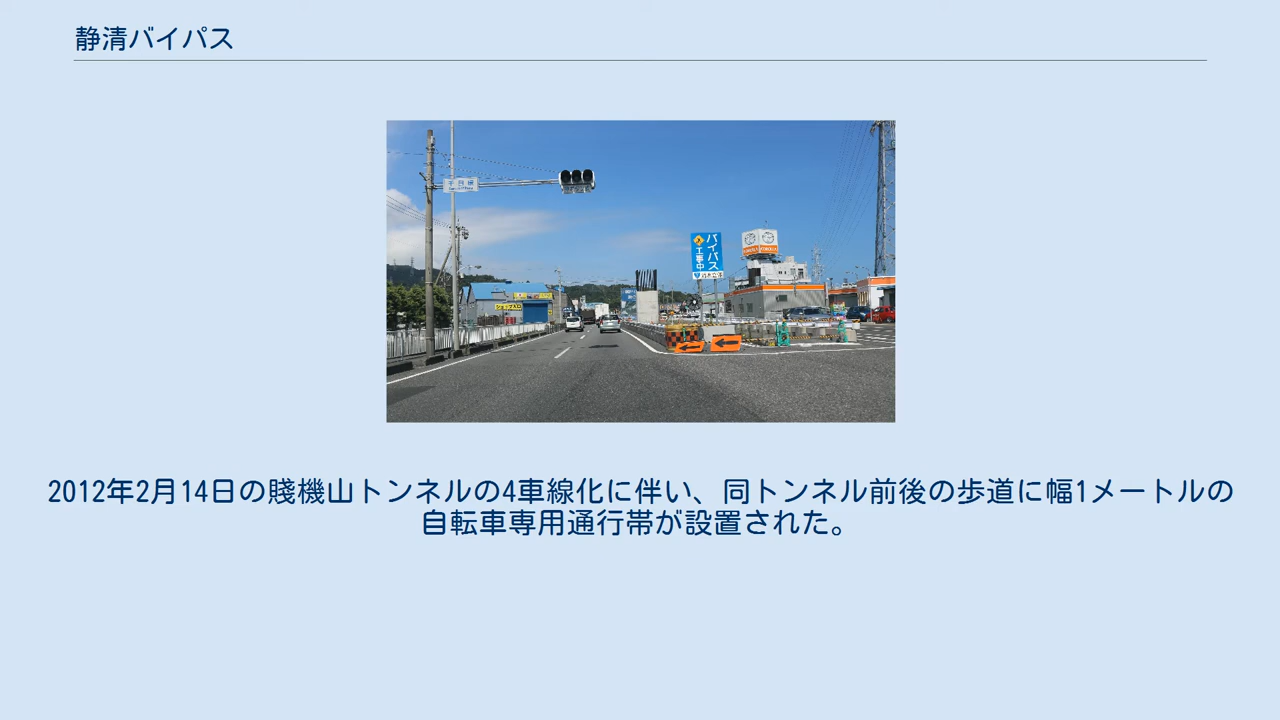 静清バイパス
バイパス
工事中
2012年2月14日の賤機山トンネルの4車線化に伴い、同トンネル前後の歩道に幅1メートルの
自転車専用通行帯が設置された。